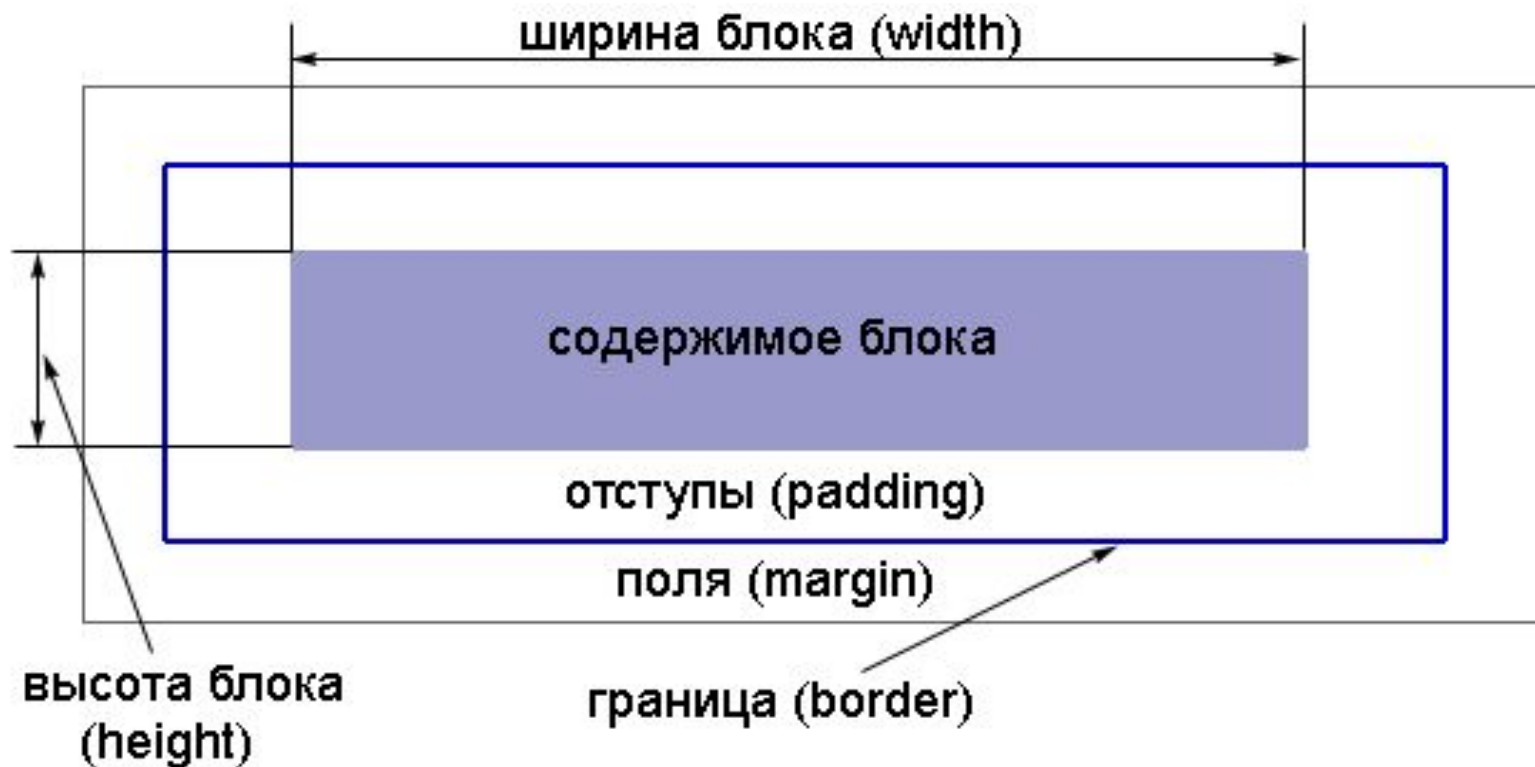 ширина блока (width)
содержимое блока
отступы (padding)
поля (margin)
высота блока
(height)
граница (border)